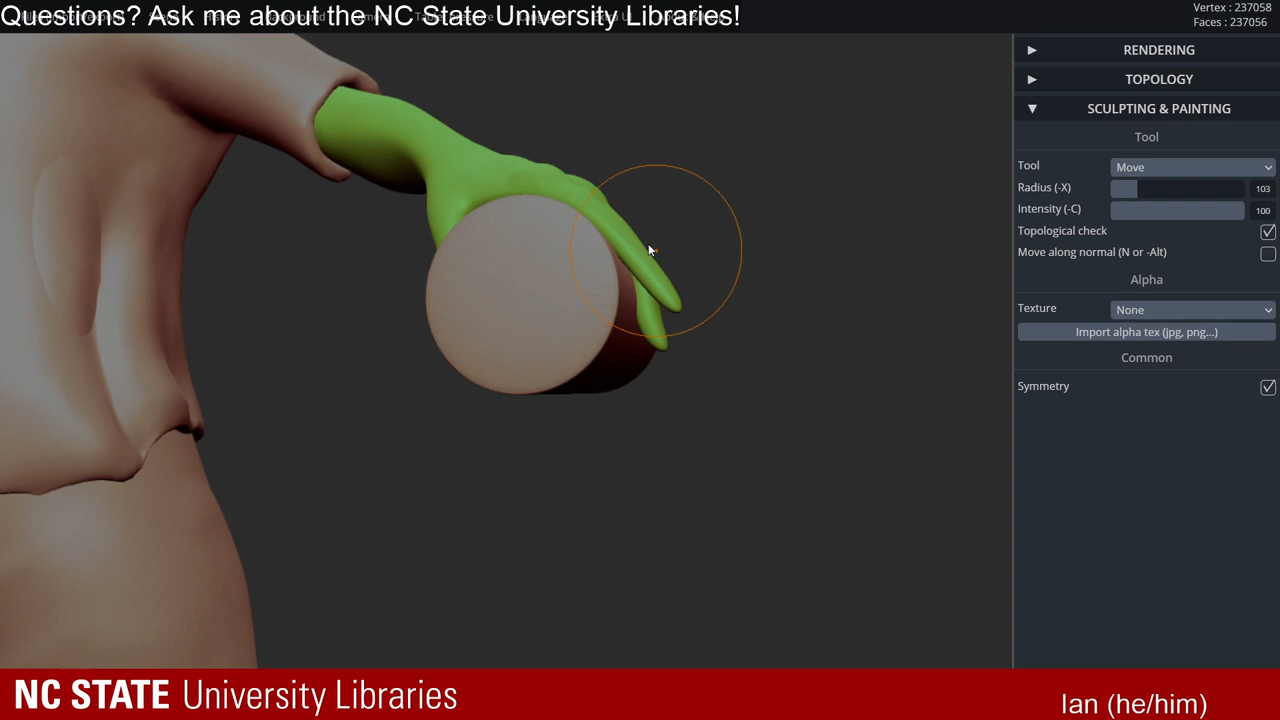 Questions? Ask me about the NC State University Libraries!
Vertex : 237058
Faces : 237056
RENDERING
TOPOLOGY
SCULPTING & PAINTING
Tool
Tool Move
Radius (-X) 103
Intensity (-C) 100
Topological check
Move along normal (N or -Alt)
Alpha
Texture None
Import alpha tex (jpg, png...)
Common
Symmetry
NC STATE University Libraries
Ian (he/him)